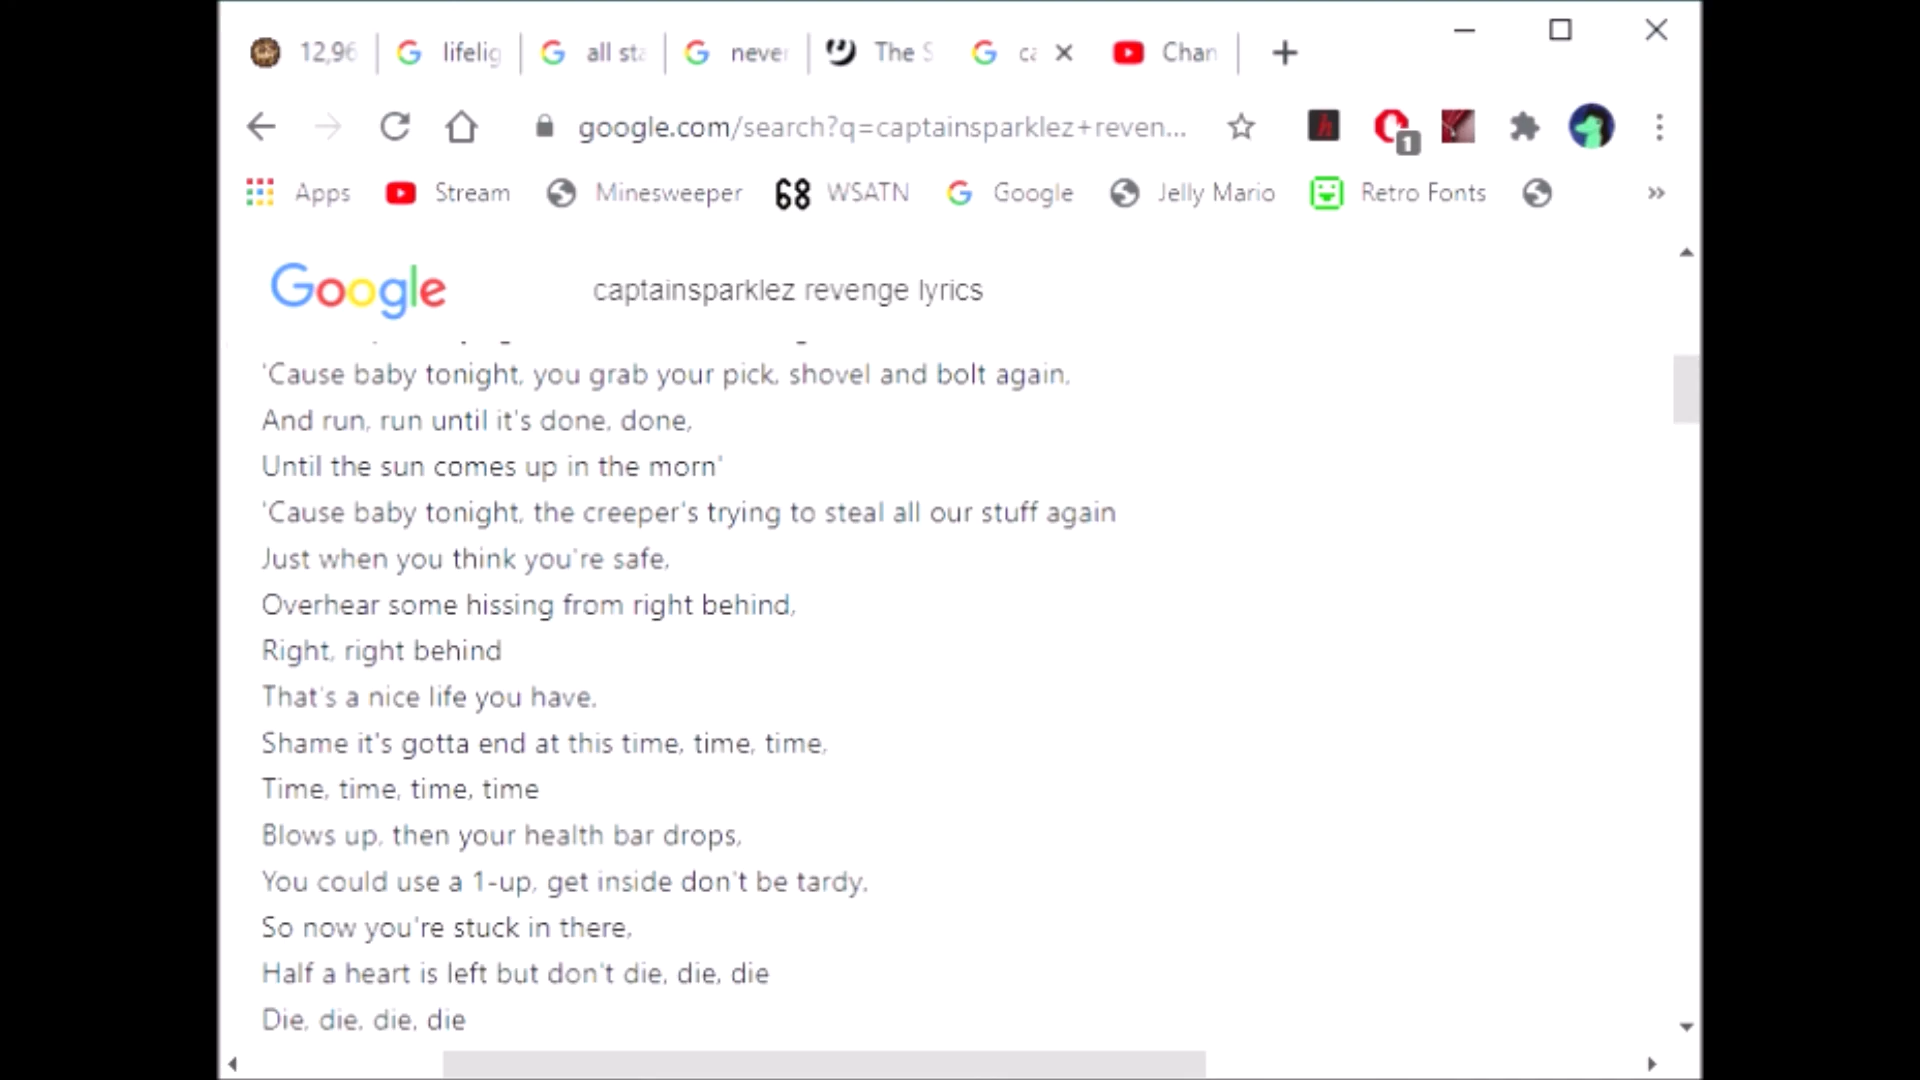 12,96 lifelig all sta never The S ca Chan
google.com/search?q=captainsparklez+reven...
1
Apps Stream Minesweeper 68 WSATN Google Jelly Mario Retro Fonts »
Google captainsparklez revenge lyrics
'Cause baby tonight, you grab your pick, shovel and bolt again,
And run, run until it's done, done,
Until the sun comes up in the morn'
'Cause baby tonight, the creeper's trying to steal all our stuff again
Just when you think you're safe,
Overhear some hissing from right behind,
Right, right behind
That's a nice life you have,
Shame it's gotta end at this time, time, time,
Time, time, time, time
Blows up, then your health bar drops,
You could use a 1-up, get inside don't be tardy.
So now you're stuck in there,
Half a heart is left but don't die, die, die
Die, die, die, die